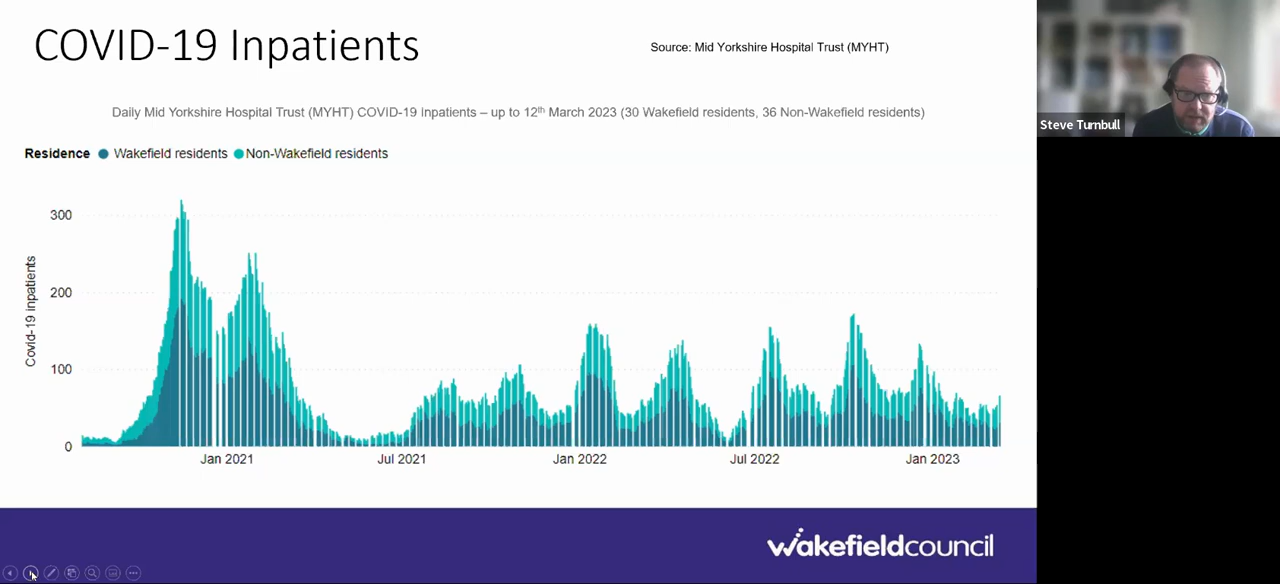 COVID-19 Inpatients
Source: Mid Yorkshire Hospital Trust (MYHT)
Steve Turnbull
Daily Mid Yorkshire Hospital Trust (MYHT) COVID-19 Inpatients – up to 12th March 2023 (30 Wakefield residents, 36 Non-Wakefield residents)
Residence Wakefield residents Non-Wakefield residents
Covid-19 inpatients
300
200
100
0
Jan 2021 Jul 2021 Jan 2022 Jul 2022 Jan 2023
wakefieldcouncil